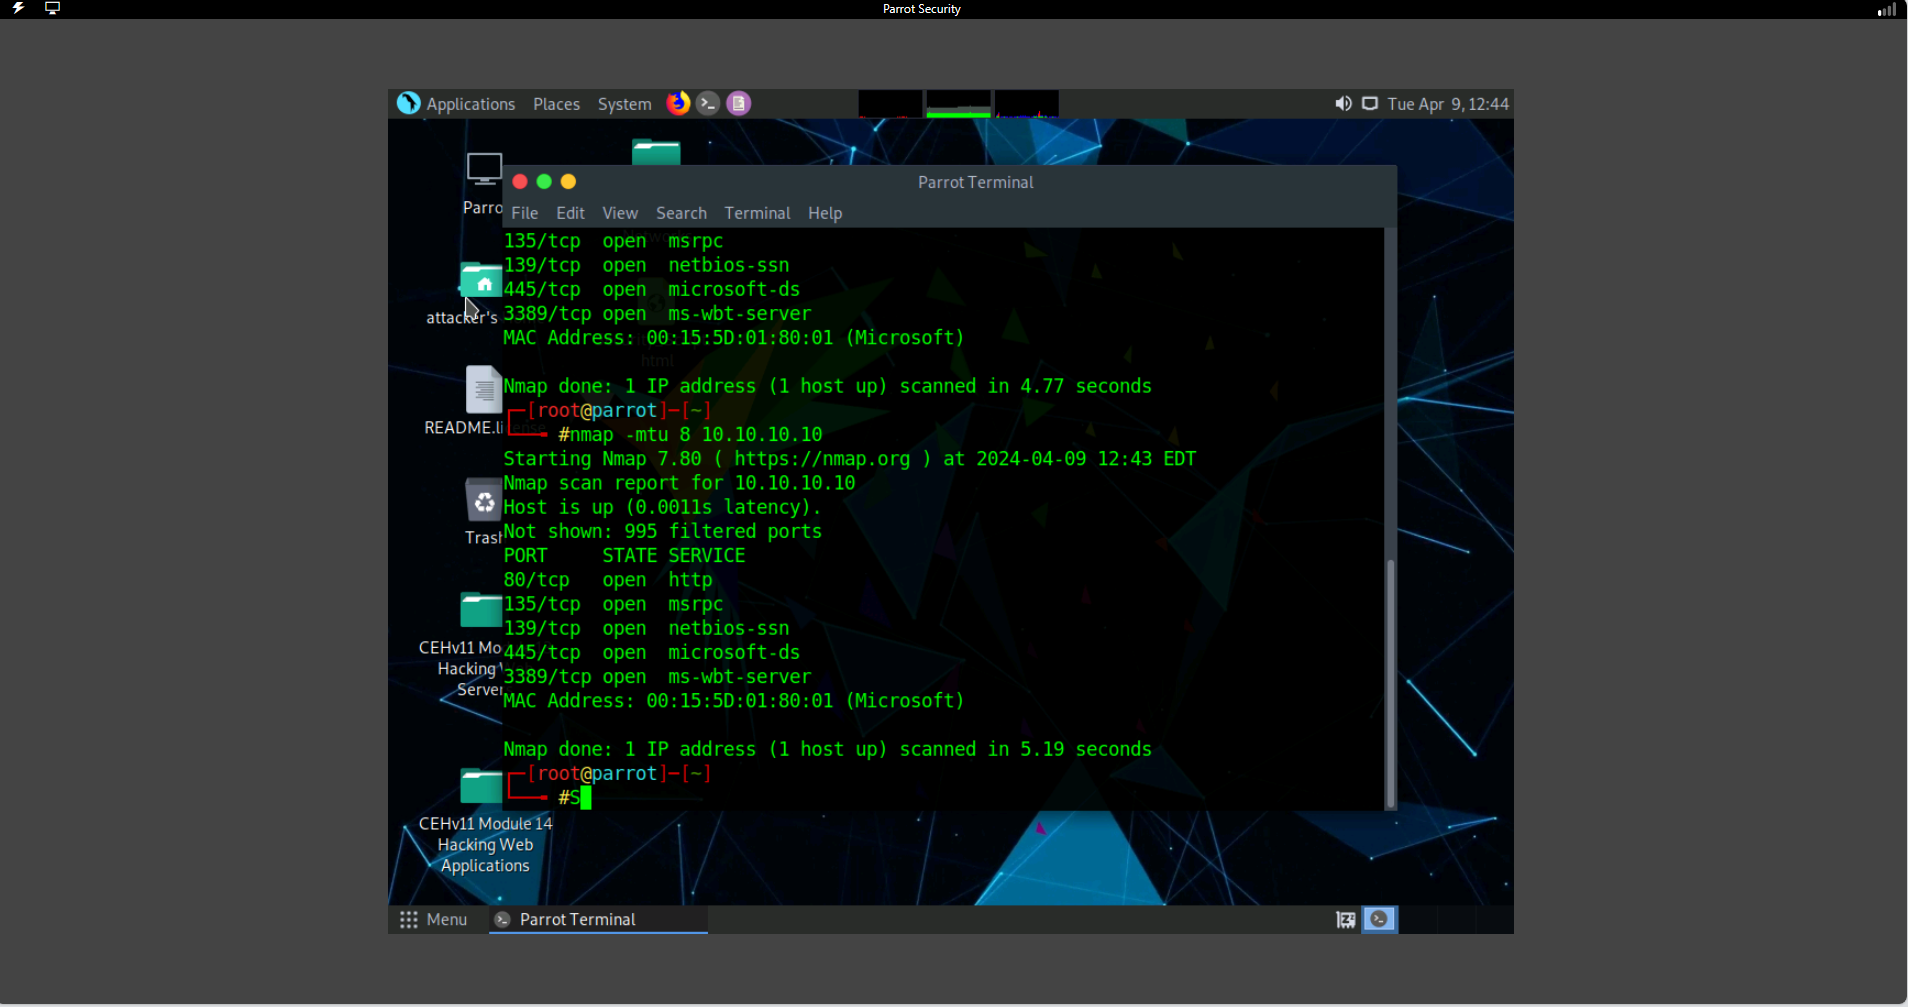 Parrot Security
Applications Places System Tue Apr 9, 12:44
Parrot Terminal
File Edit View Search Terminal Help
135/tcp open msrpc
139/tcp open netbios-ssn
445/tcp open microsoft-ds
3389/tcp open ms-wbt-server
MAC Address: 00:15:5D:01:80:01 (Microsoft)
Nmap done: 1 IP address (1 host up) scanned in 4.77 seconds
[root@parrot]-[~]
#nmap -mtu 8 10.10.10.10
Starting Nmap 7.80 ( https://nmap.org ) at 2024-04-09 12:43 EDT
Nmap scan report for 10.10.10.10
Host is up (0.0011s latency).
Not shown: 995 filtered ports
PORT STATE SERVICE
80/tcp open http
135/tcp open msrpc
139/tcp open netbios-ssn
445/tcp open microsoft-ds
3389/tcp open ms-wbt-server
MAC Address: 00:15:5D:01:80:01 (Microsoft)
Nmap done: 1 IP address (1 host up) scanned in 5.19 seconds
[root@parrot]-[~]
#S
Parro
attacker's
html
README.li
Trash
CEHv11 Mo
Hacking
Server
CEHv11 Module 14
Hacking Web
Applications
Menu Parrot Terminal